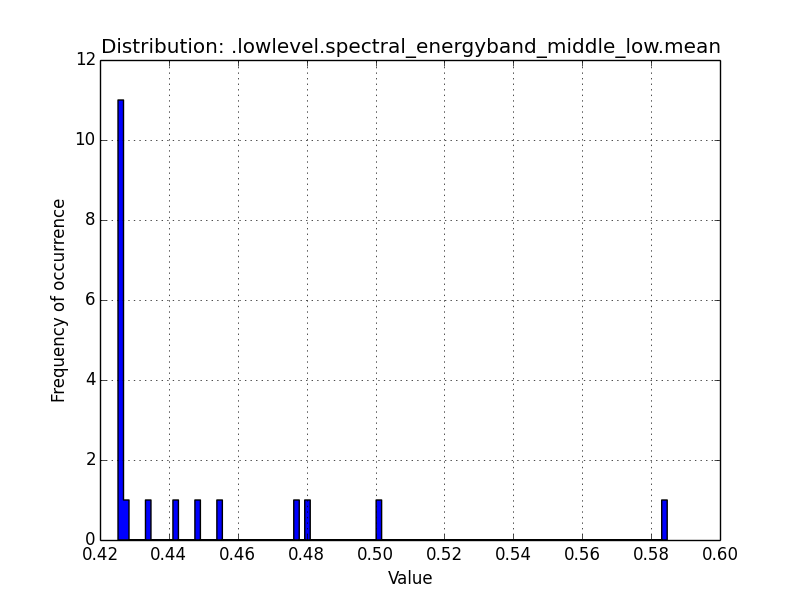 Distribution: .lowlevel.spectral_energyband_middle_low.mean
12
10
8
6
4
2
0
Frequency of occurrence
0.42 0.44 0.46 0.48 0.50 0.52 0.54 0.56 0.58 0.60
Value